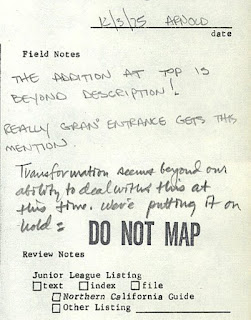 12/3/75 ARNOLD
date
Field Notes
THE ADDITION AT TOP IS
BEYOND DESCRIPTION!
REALLY GRAN' ENTRANCE GETS THIS
MENTION.
Transformation seems beyond our
ability to deal with this at
this time. We're putting it on
hold:
DO NOT MAP
Review Notes
Junior League Listing
text index file
Northern California Guide
Other Listing